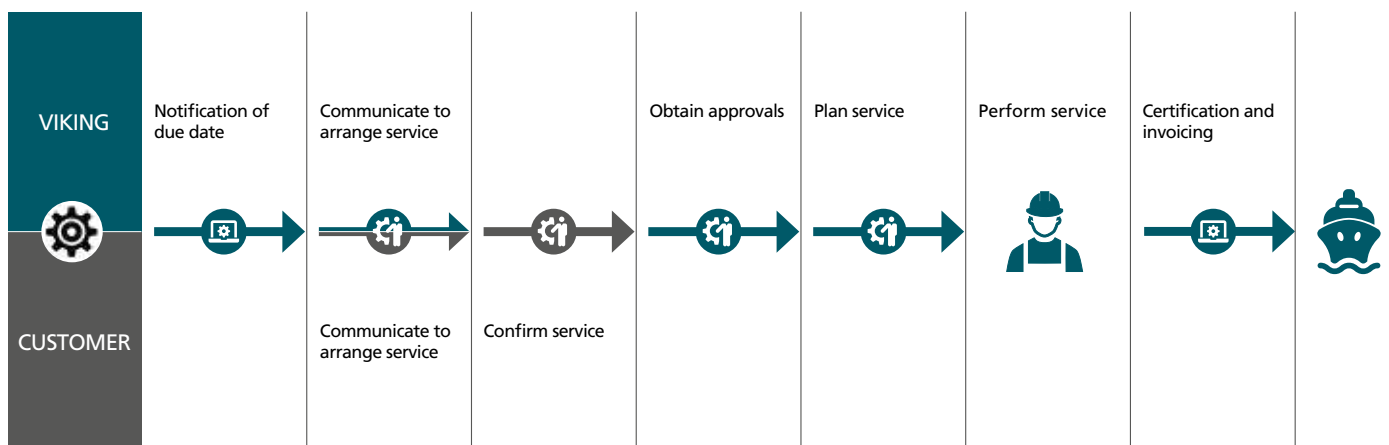 VIKING
Notification of
due date
Communicate to
arrange service
Obtain approvals
Plan service
Perform service
Certification and
invoicing
CUSTOMER
Communicate to
arrange service
Confirm service